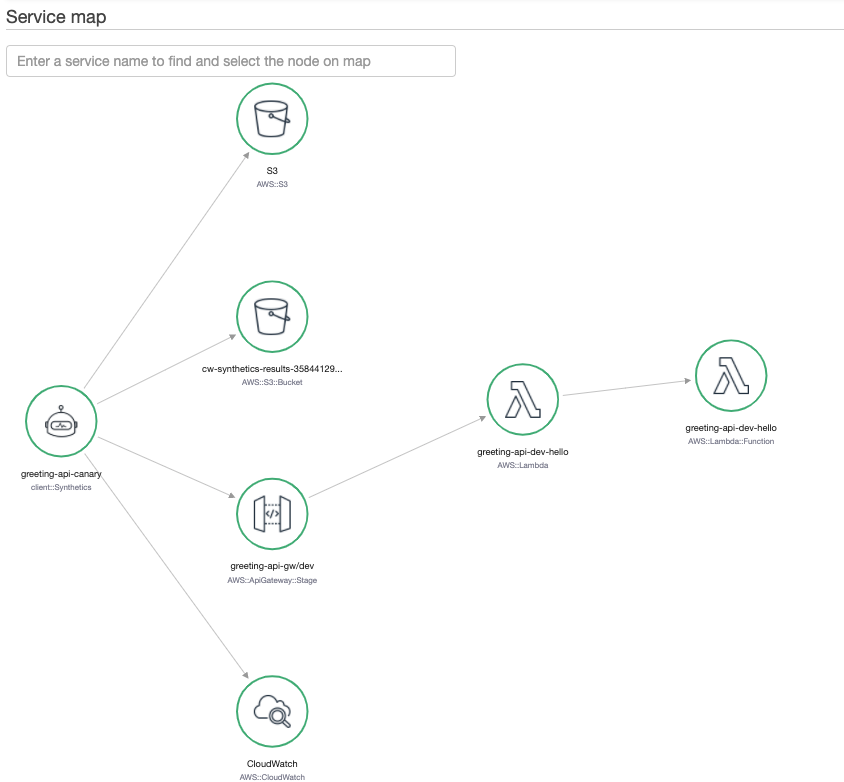 Service map
Enter a service name to find and select the node on map
S3
AWS::S3
cw-synthetics-results-35844129...
AWS::S3::Bucket
greeting-api-dev-hello
AWS::Lambda::Function
greeting-api-dev-hello
AWS::Lambda
greeting-api-canary
client::Synthetics
</>
greeting-api-gw/dev
AWS::ApiGateway::Stage
CloudWatch
AWS::CloudWatch